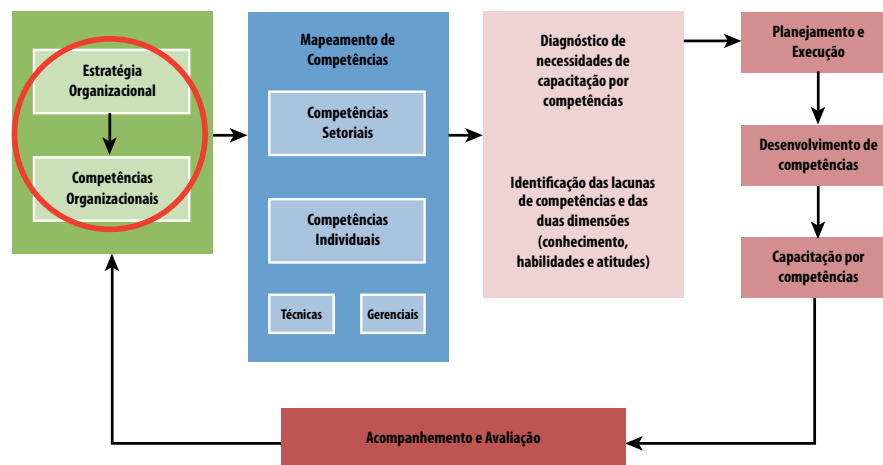 Estratégia
Organizacional
Competências
Organizacionais
Mapeamento de
Competências
Competências
Setoriais
Competências
Individuais
Técnicas
Gerenciais
Diagnóstico de
necessidades de
capacitação por
competências
Identificação das lacunas
de competências e das
duas dimensões
(conhecimento,
habilidades e atitudes)
Planejamento e
Execução
Desenvolvimento de
competências
Capacitação por
competências
Acompanhemento e Avaliação